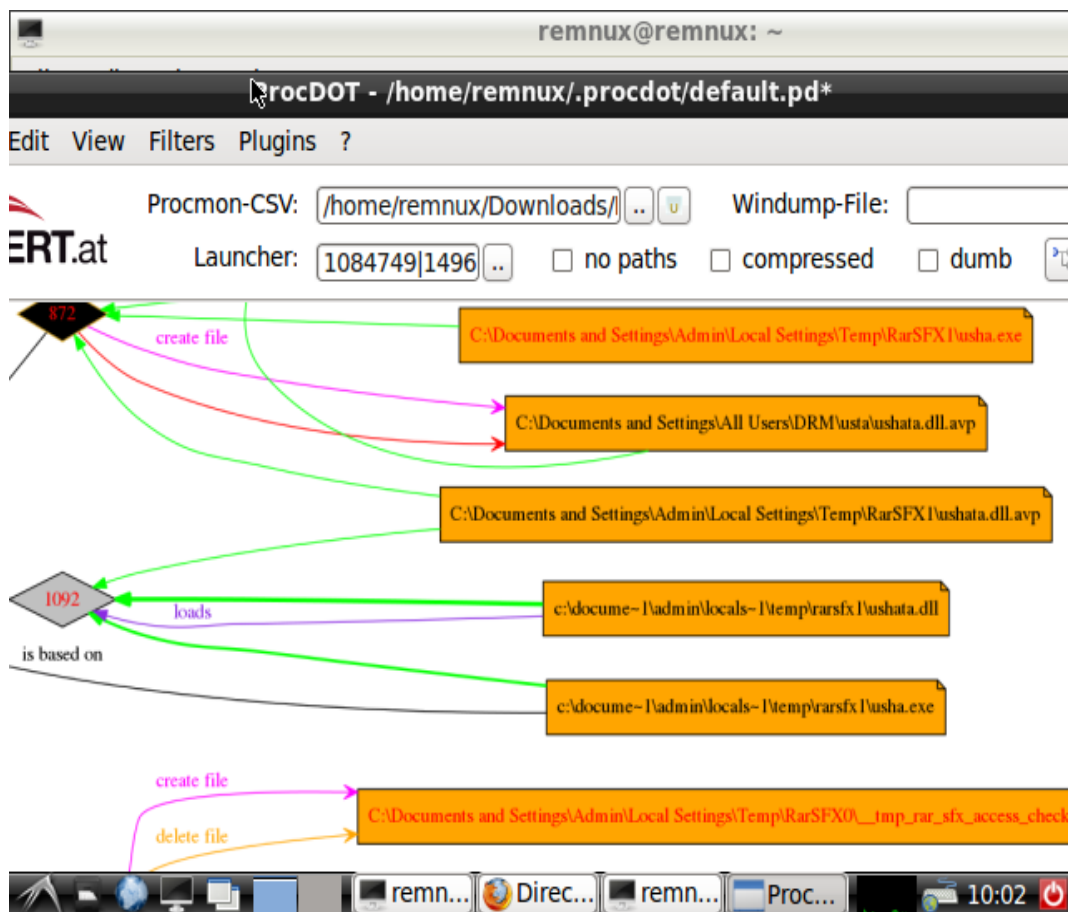 remnux@remnux: ~
ProcDOT - /home/remnux/.procdot/default.pd*
Edit View Filters Plugins ?
Procmon-CSV: /home/remnux/Downloads/ .. u Windump-File:
ERT.at
Launcher: 1084749|1496 .. no paths compressed dumb
872
create file
C:\Documents and Settings\Admin\Local Settings\Temp\RarSFX1\usha.exe
C:\Documents and Settings\All Users\DRM\usta\ushata.dll.avp
C:\Documents and Settings\Admin\Local Settings\Temp\RarSFX1\ushata.dll.avp
1092
loads
c:\docume~1\admin\locals~1\temp\rarsfx1\ushata.dll
is based on
c:\docume~1\admin\locals~1\temp\rarsfx1\usha.exe
create file
C:\Documents and Settings\Admin\Local Settings\Temp\RarSFX0\__tmp_rar_sfx_access_check
delete file
remn... Direc... remn... Proc... 10:02